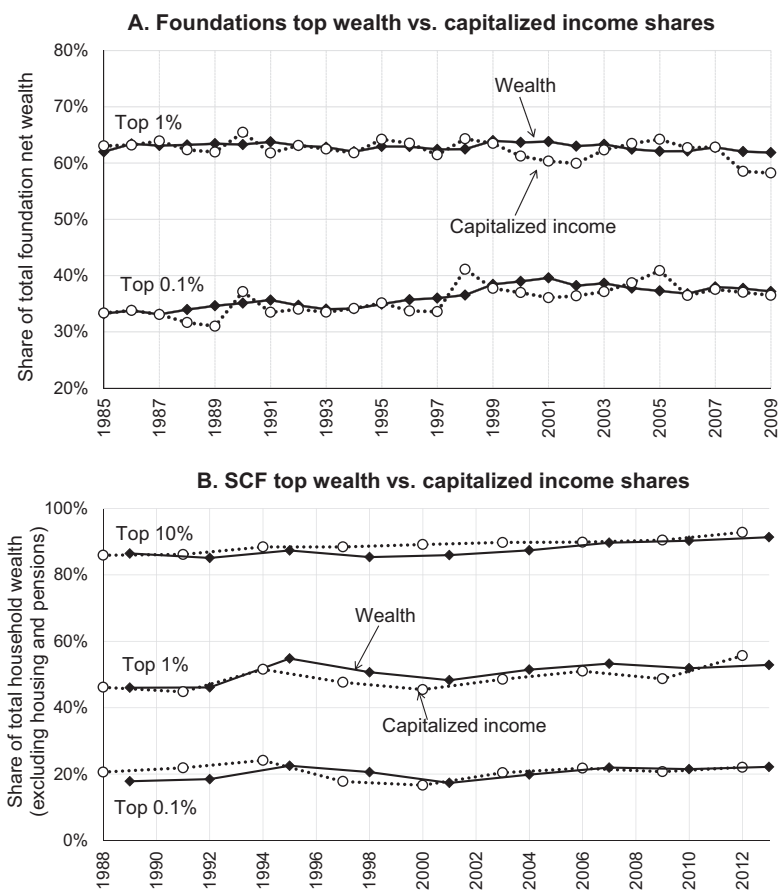 A. Foundations top wealth vs. capitalized income shares
Share of total foundation net wealth
80%
70%
60%
50%
40%
30%
20%
Wealth
Top 1%
Capitalized income
Top 0.1%
1985
1987
1989
1991
1993
1995
1997
1999
2001
2003
2005
2007
2009
B. SCF top wealth vs. capitalized income shares
Share of total household wealth
(excluding housing and pensions)
100%
80%
60%
40%
20%
0%
Top 10%
Wealth
Top 1%
Capitalized income
Top 0.1%
1988
1990
1992
1994
1996
1998
2000
2002
2004
2006
2008
2010
2012